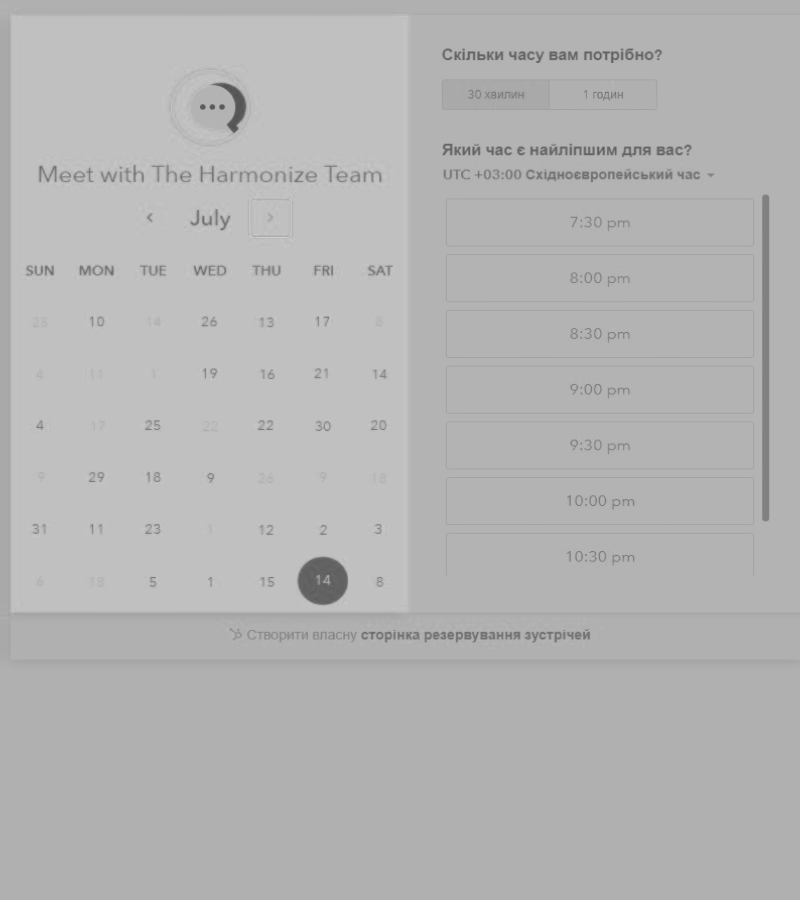 Meet with The Harmonize Team
July
SUN MON TUE WED THU FRI SAT
25 10 14 26 13 17
4 11 1 19 16 21 14
4 17 25 22 22 30 20
9 29 18 9 26 9 18
31 11 23 1 12 2 3
6 18 5 1 15 14 8
Скільки часу вам потрібно?
30 хвилин 1 годин
Який час є найліпшим для вас?
UTC +03:00 Східноєвропейський час
7:30 pm
8:00 pm
8:30 pm
9:00 pm
9:30 pm
10:00 pm
10:30 pm
Створити власну сторінка резервування зустрічей